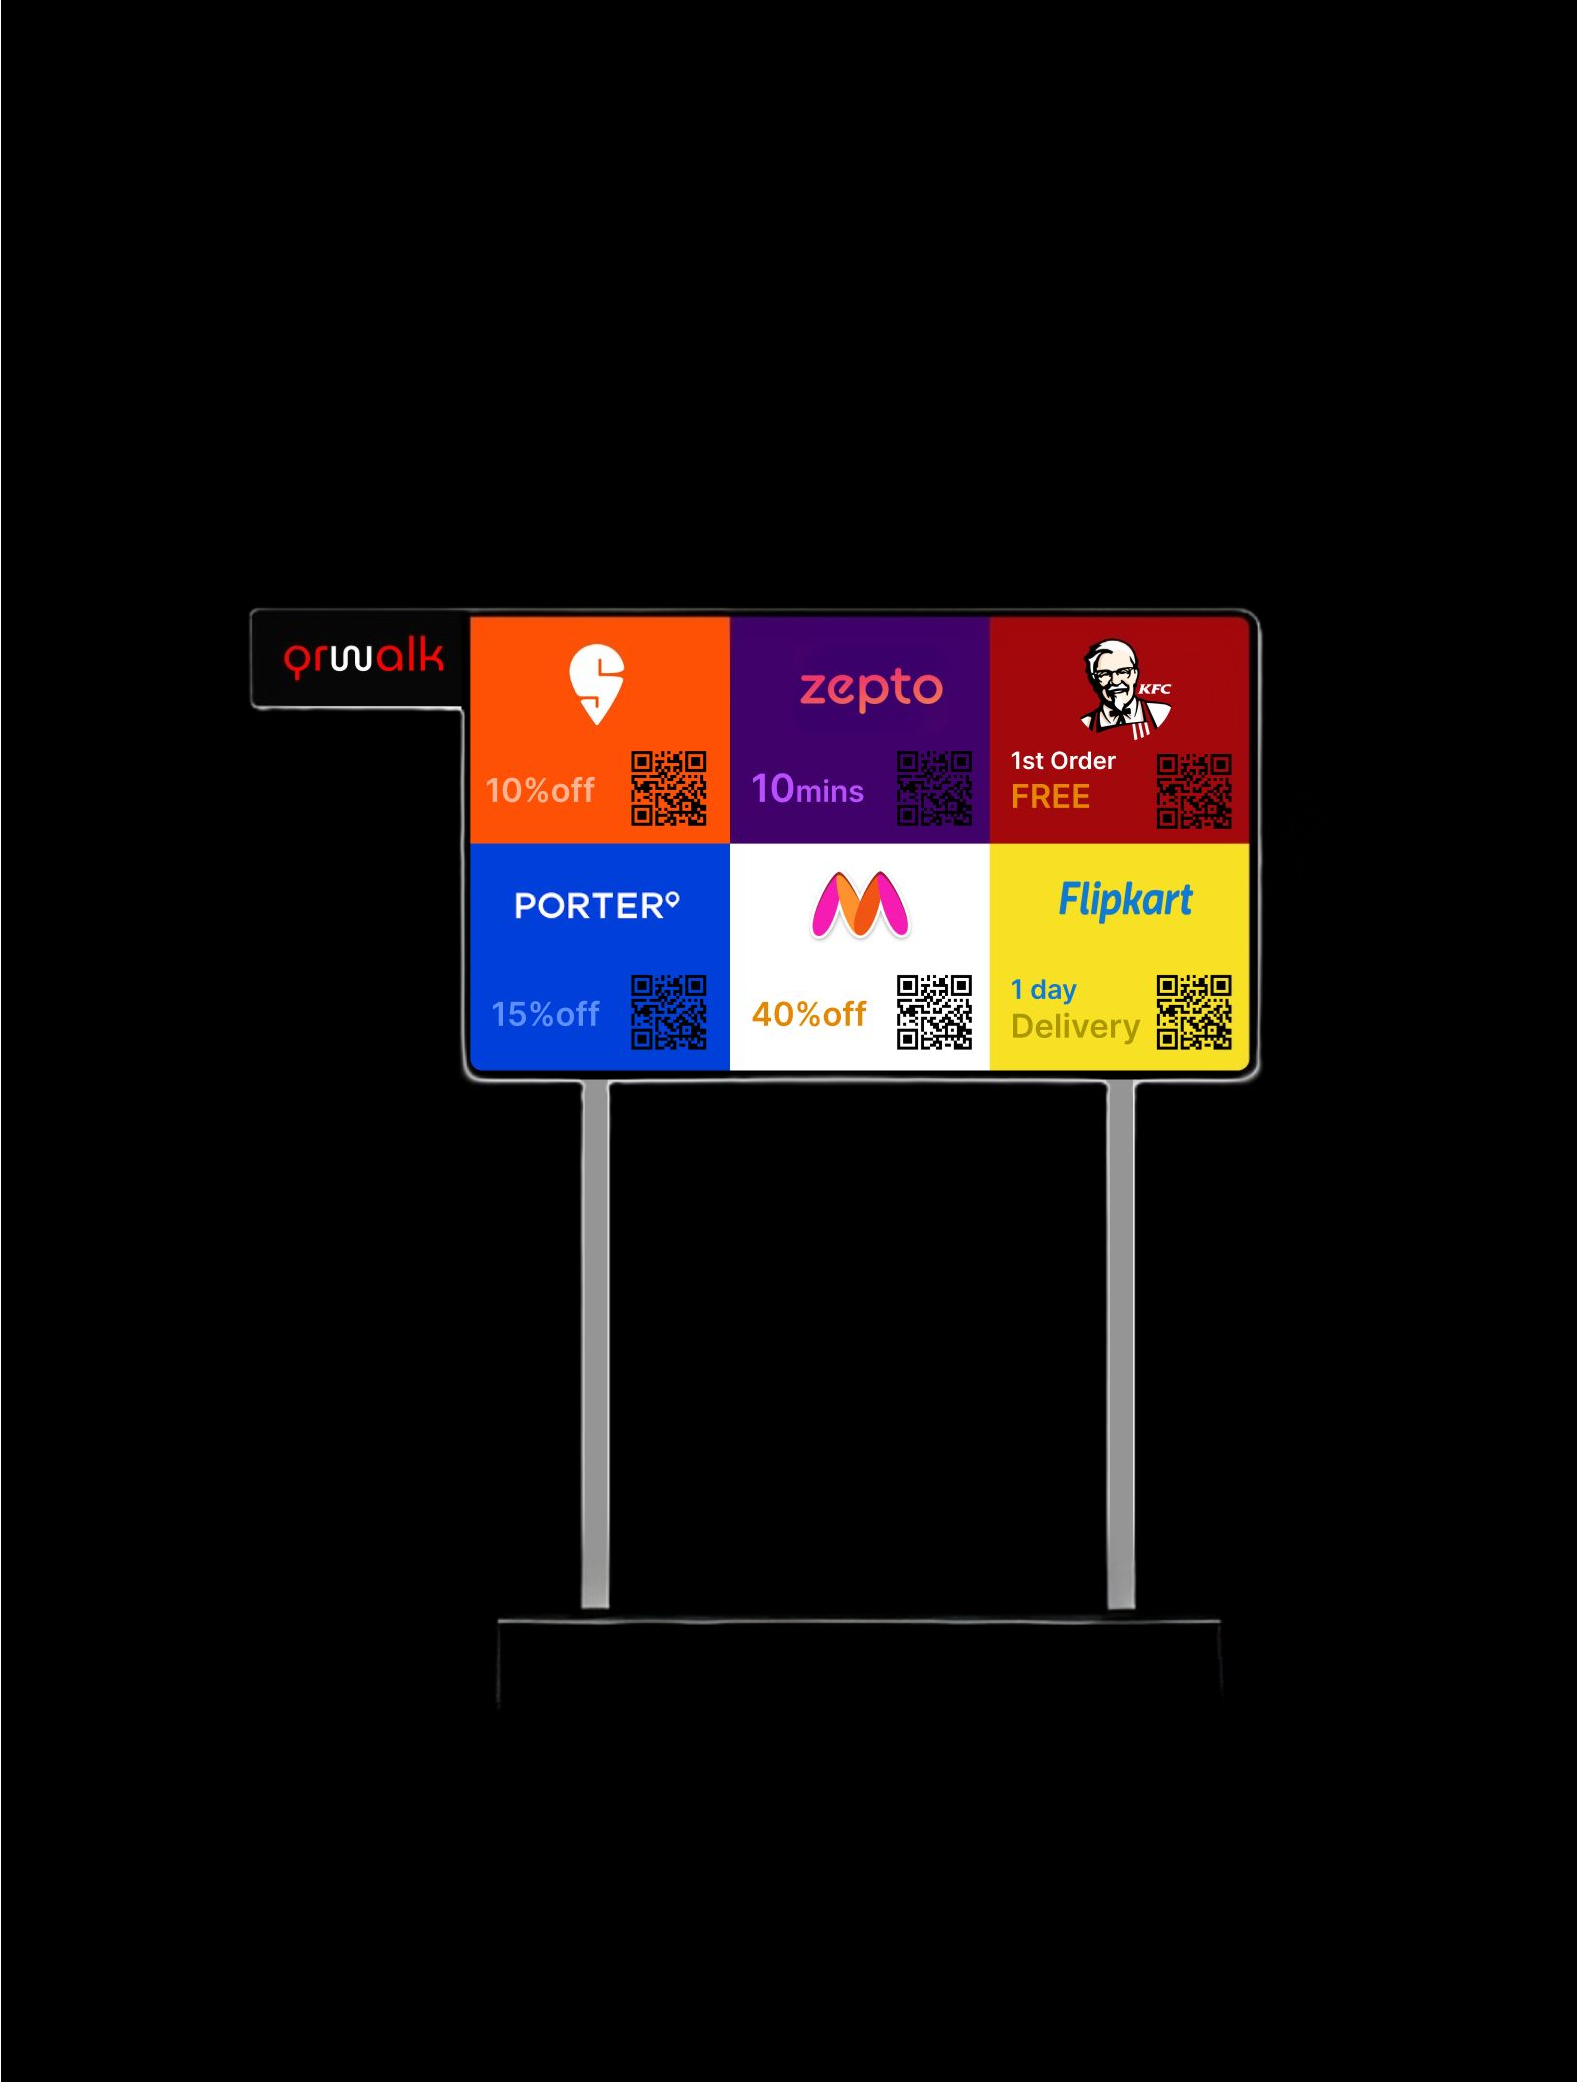 qrwalk
10%off
zepto
10mins
KFC
1st Order
FREE
PORTER
15%off
40%off
Flipkart
1 day
Delivery